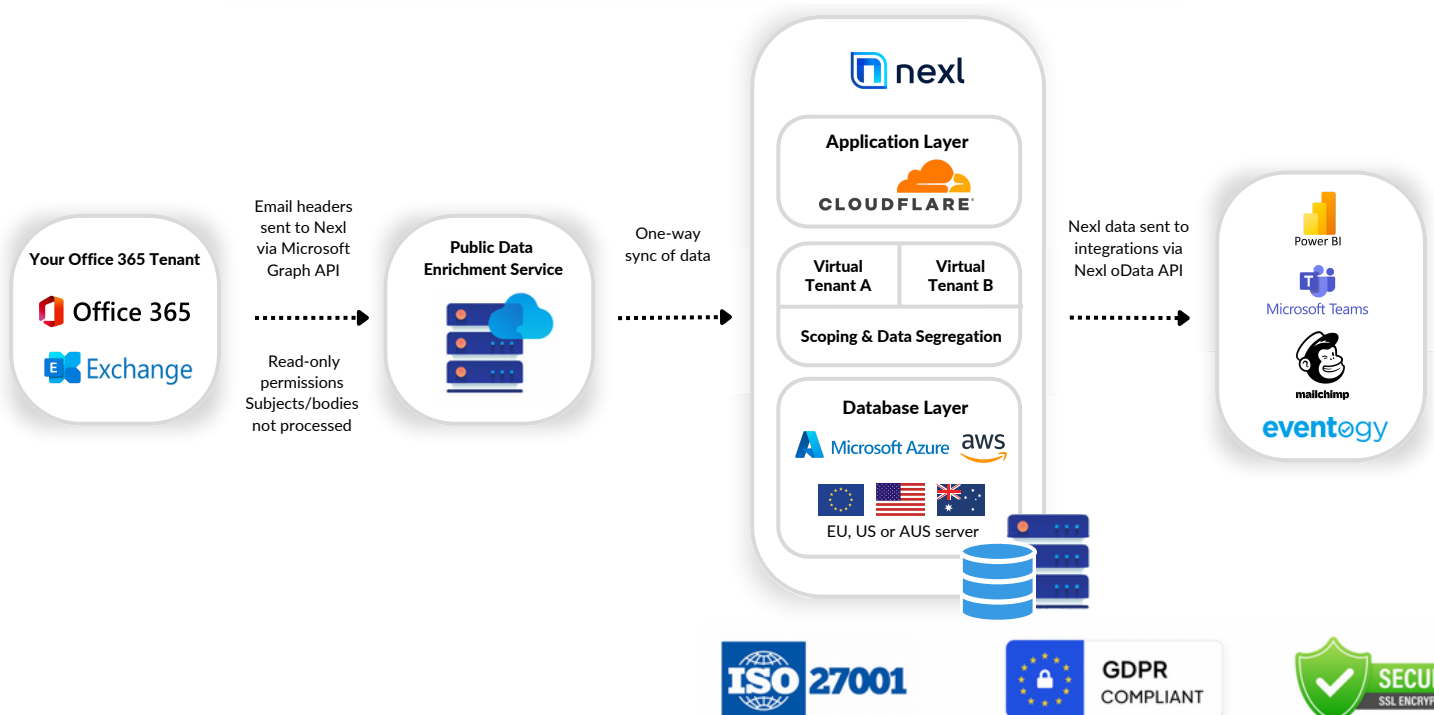 Your Office 365 Tenant
Office 365
E
Exchange
Email headers
sent to Nexl
via Microsoft
Graph API
Read-only
permissions
Subjects/bodies
not processed
Public Data
Enrichment Service
One-way
sync of data
nexl
Application Layer
CLOUDFLARE
Virtual
Tenant A
Virtual
Tenant B
Scoping & Data Segregation
Database Layer
Microsoft Azure
aws
EU, US or AUS server
Nexl data sent to
integrations via
Nexl oData API
Power BI
T
Microsoft Teams
mailchimp
eventogy
ISO 27001
GDPR
COMPLIANT